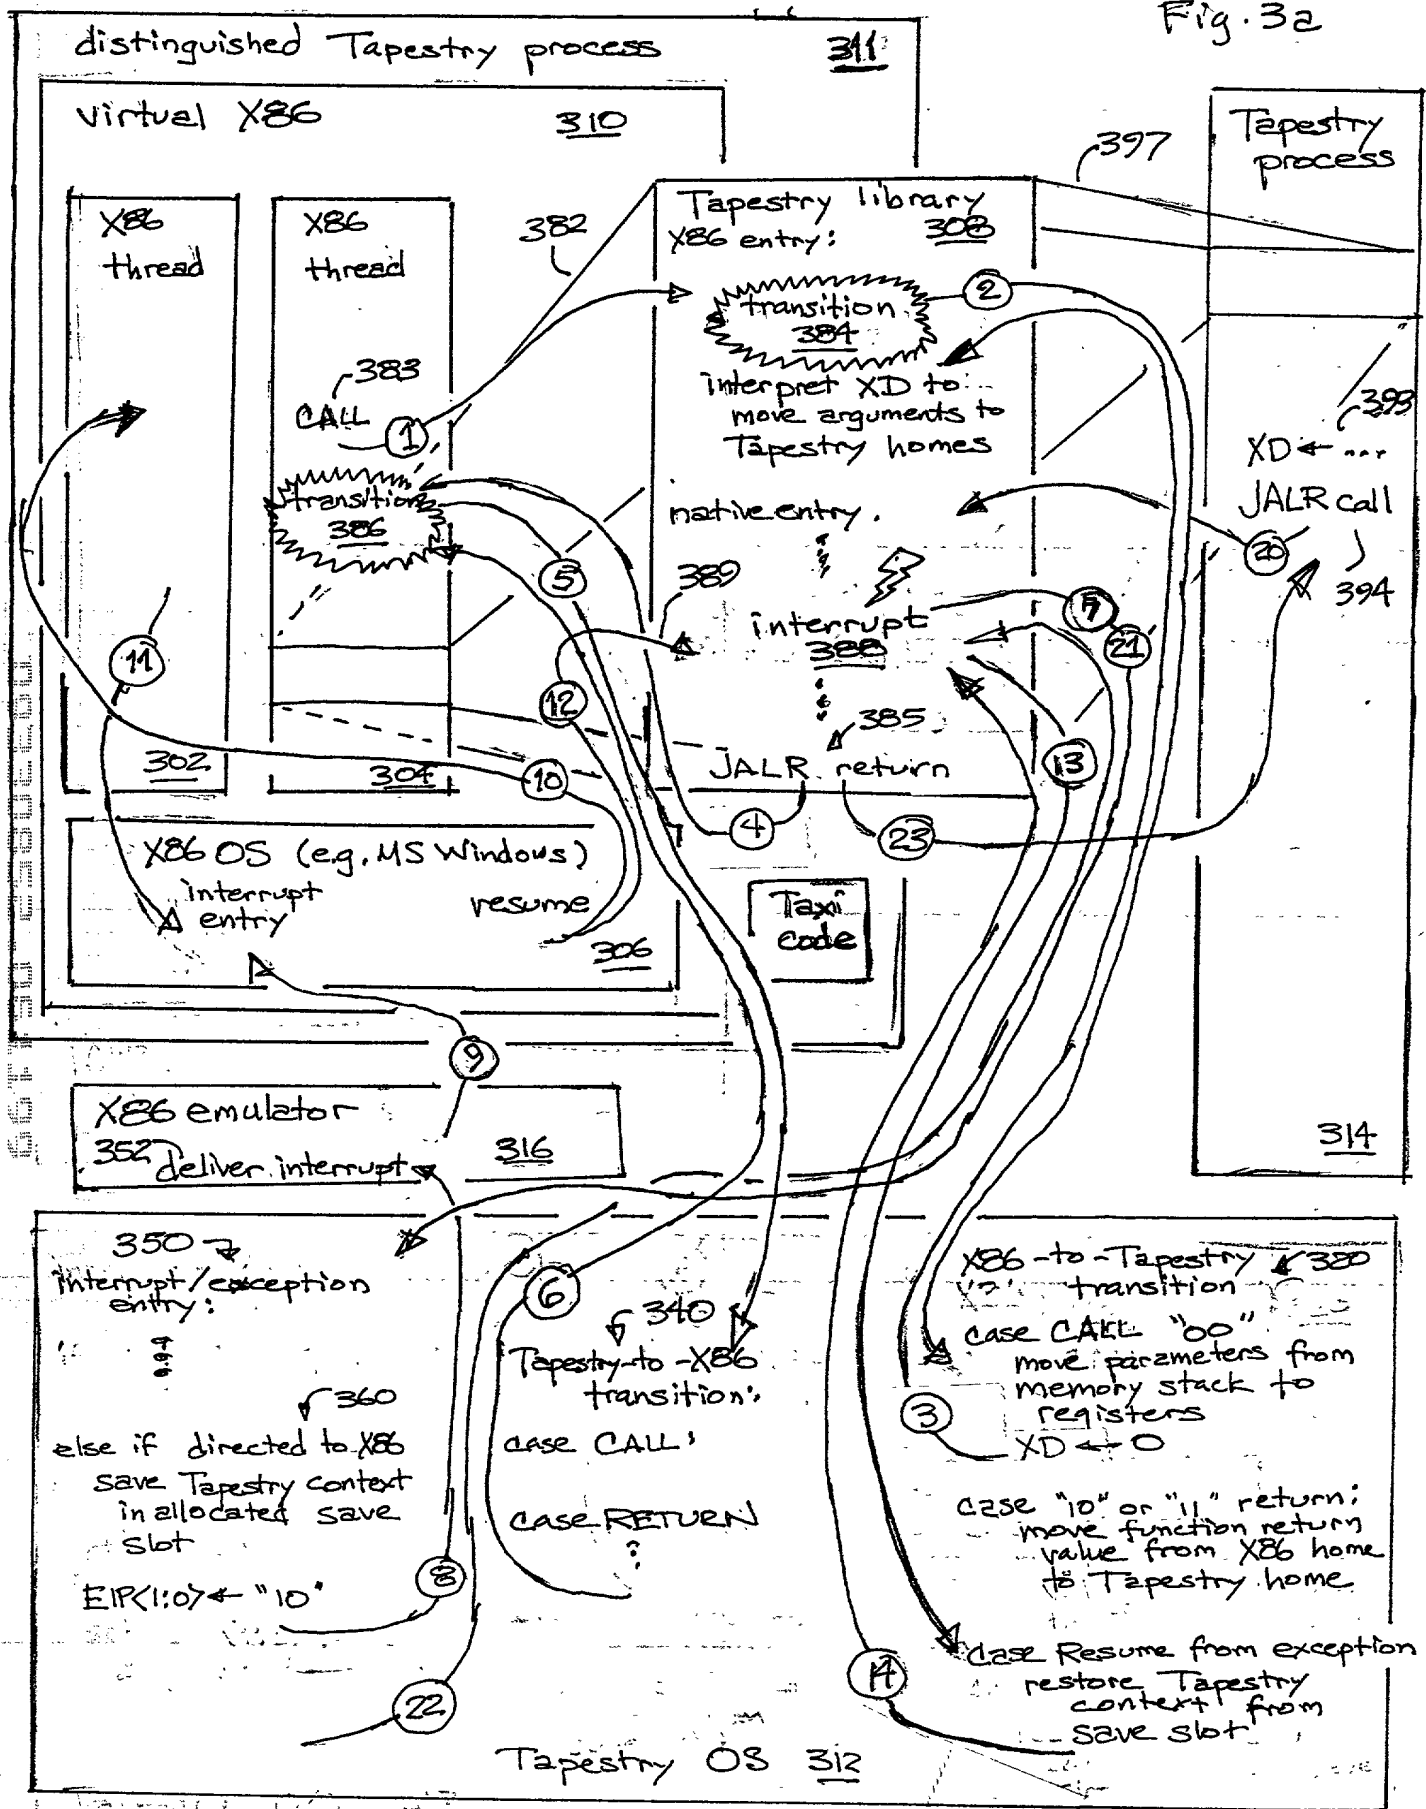 Fig. 3a
distinguished Tapestry process 311
virtual X86 310
X86
thread
302
X86
thread
383
CALL
1
transition
386
304
382
Tapestry library
X86 entry: 308
transition
384
2
interpret XD to
move arguments to
Tapestry homes
native entry.
389
interrupt
388
385
JALR return
397
Tapestry
process
393
XD ← ...
JALR call
20
394
314
5
21
11
12
10
13
4
23
X86 OS (e.g. MS Windows)
interrupt
entry
resume
306
Taxi
code
9
X86 emulator
352 deliver interrupt
316
350
interrupt/exception
entry:
360
else if directed to X86
save Tapestry context
in allocated save
slot
EIP<1:0> ← "10"
8
22
6
340
Tapestry-to-X86
transition:
case CALL:
case RETURN
X86-to-Tapestry 380
transition
case CALL "00"
move parameters from
memory stack to
registers
3
XD ← 0
case "10" or "11" return:
move function return
value from X86 home
to Tapestry home
case Resume from exception
restore Tapestry
context from
save slot
14
Tapestry OS 312